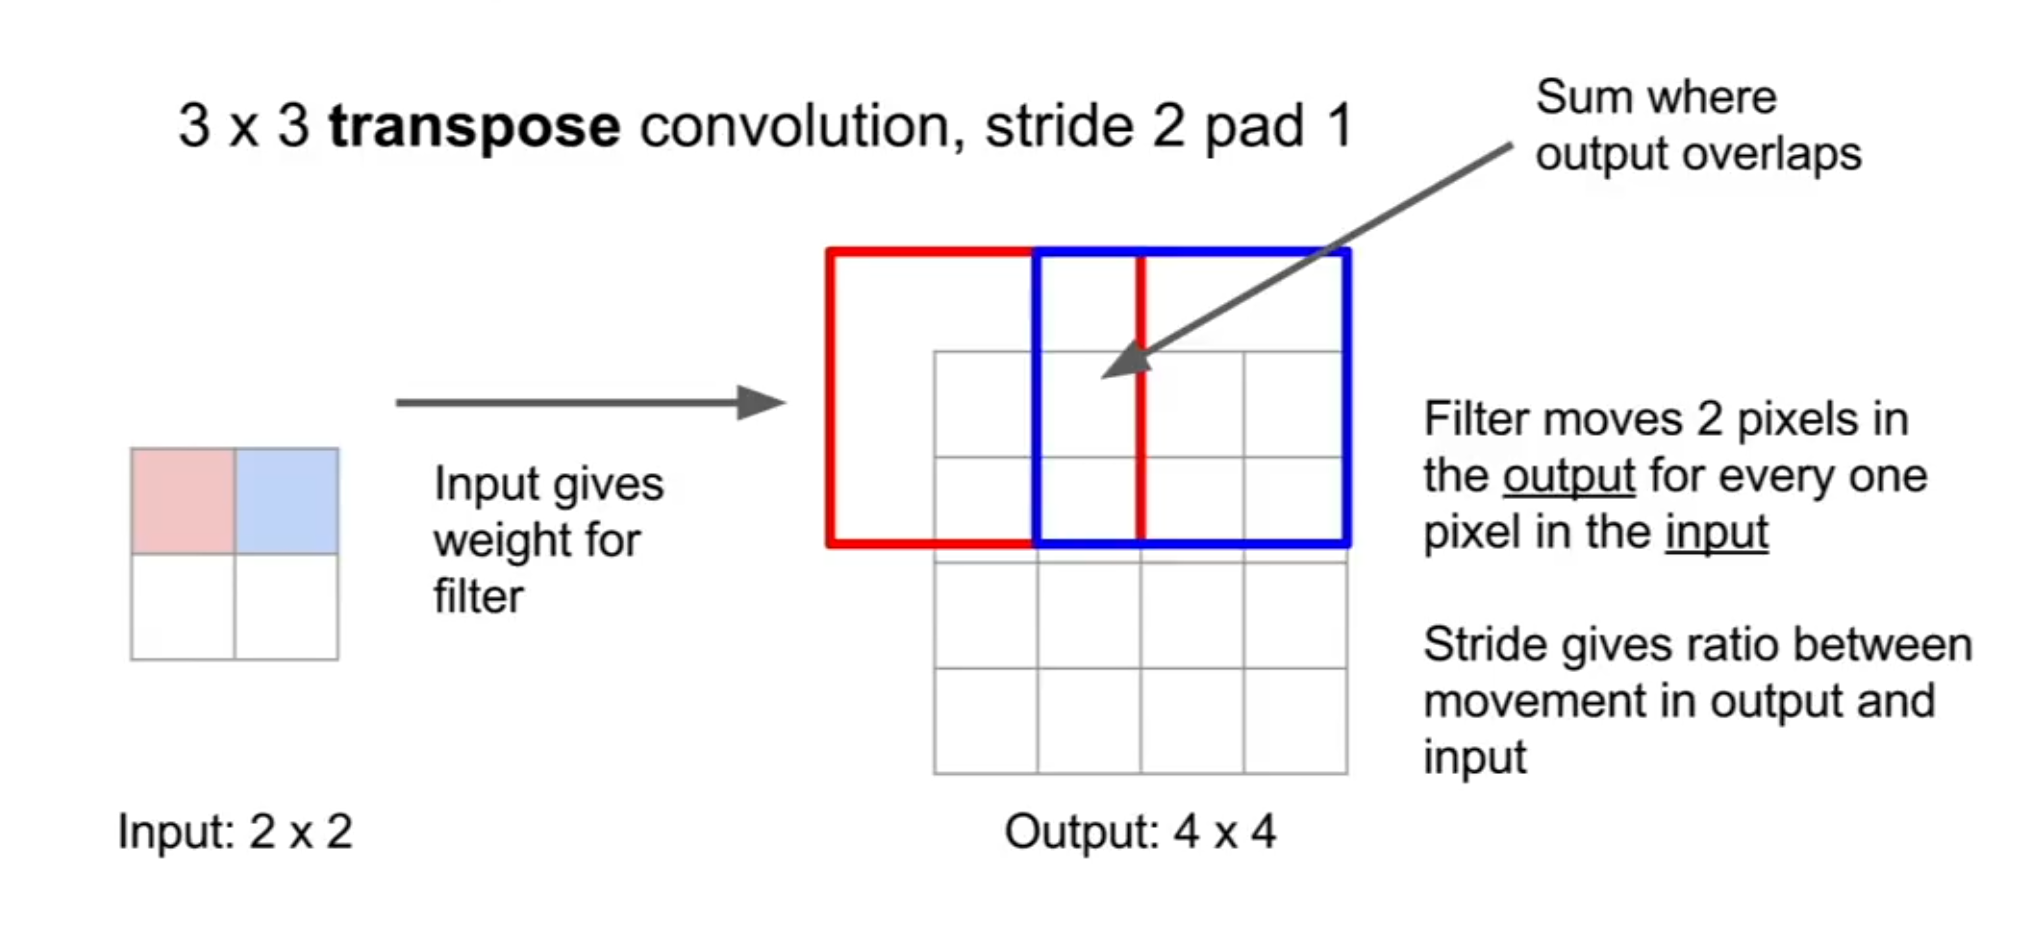 3 x 3 transpose convolution, stride 2 pad 1
Sum where
output overlaps
Input gives
weight for
filter
Filter moves 2 pixels in
the output for every one
pixel in the input
Stride gives ratio between
movement in output and
input
Input: 2 x 2
Output: 4 x 4